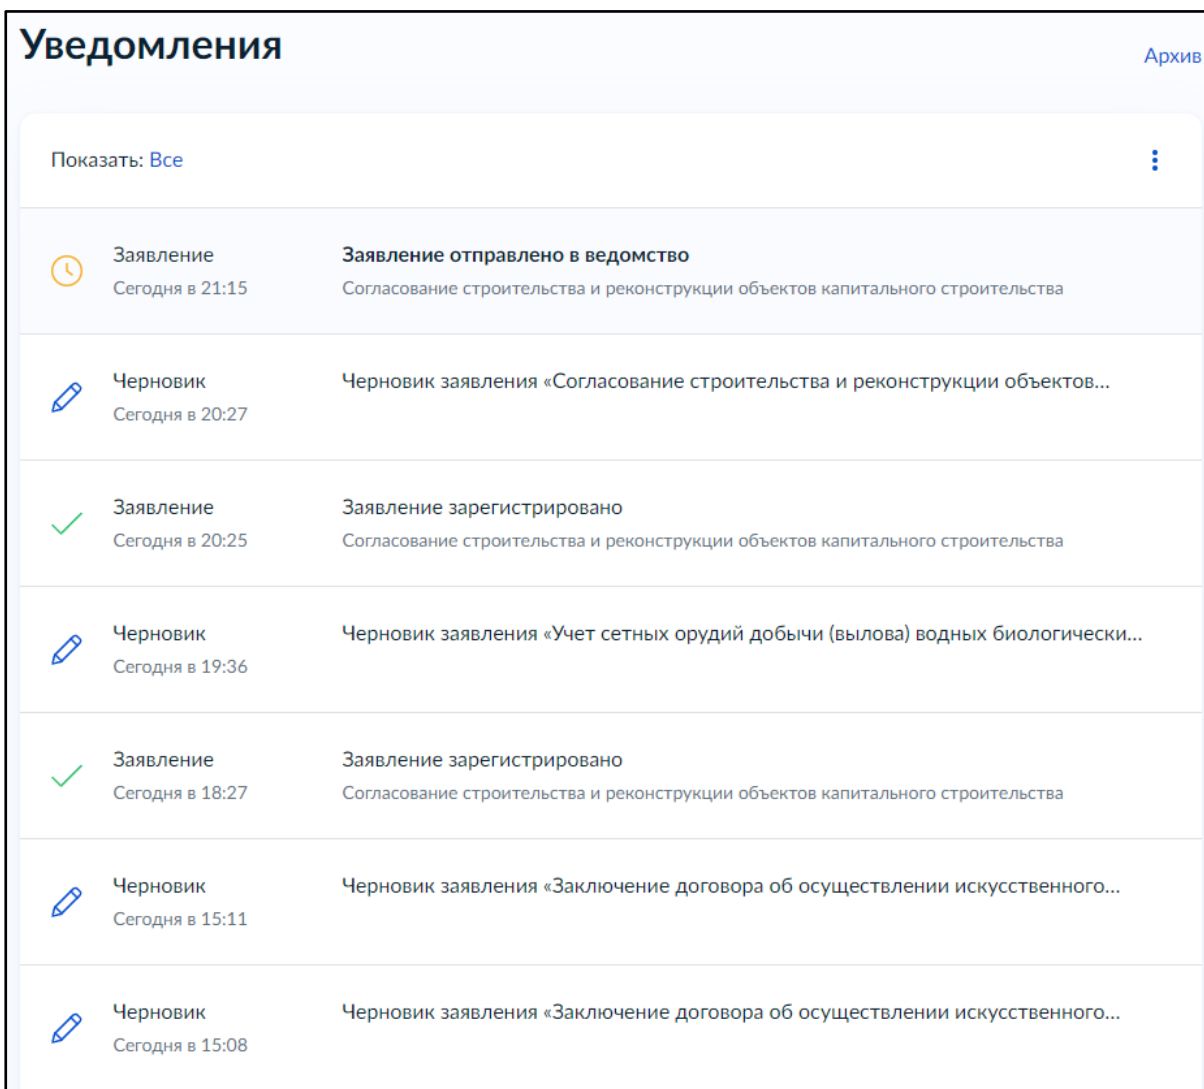 Уведомления
Архив
Показать: Все
Заявление
Сегодня в 21:15
Заявление отправлено в ведомство
Согласование строительства и реконструкции объектов капитального строительства
Черновик
Сегодня в 20:27
Черновик заявления «Согласование строительства и реконструкции объектов...
Заявление
Сегодня в 20:25
Заявление зарегистрировано
Согласование строительства и реконструкции объектов капитального строительства
Черновик
Сегодня в 19:36
Черновик заявления «Учет сетных орудий добычи (вылова) водных биологически...
Заявление
Сегодня в 18:27
Заявление зарегистрировано
Согласование строительства и реконструкции объектов капитального строительства
Черновик
Сегодня в 15:11
Черновик заявления «Заключение договора об осуществлении искусственного...
Черновик
Сегодня в 15:08
Черновик заявления «Заключение договора об осуществлении искусственного...